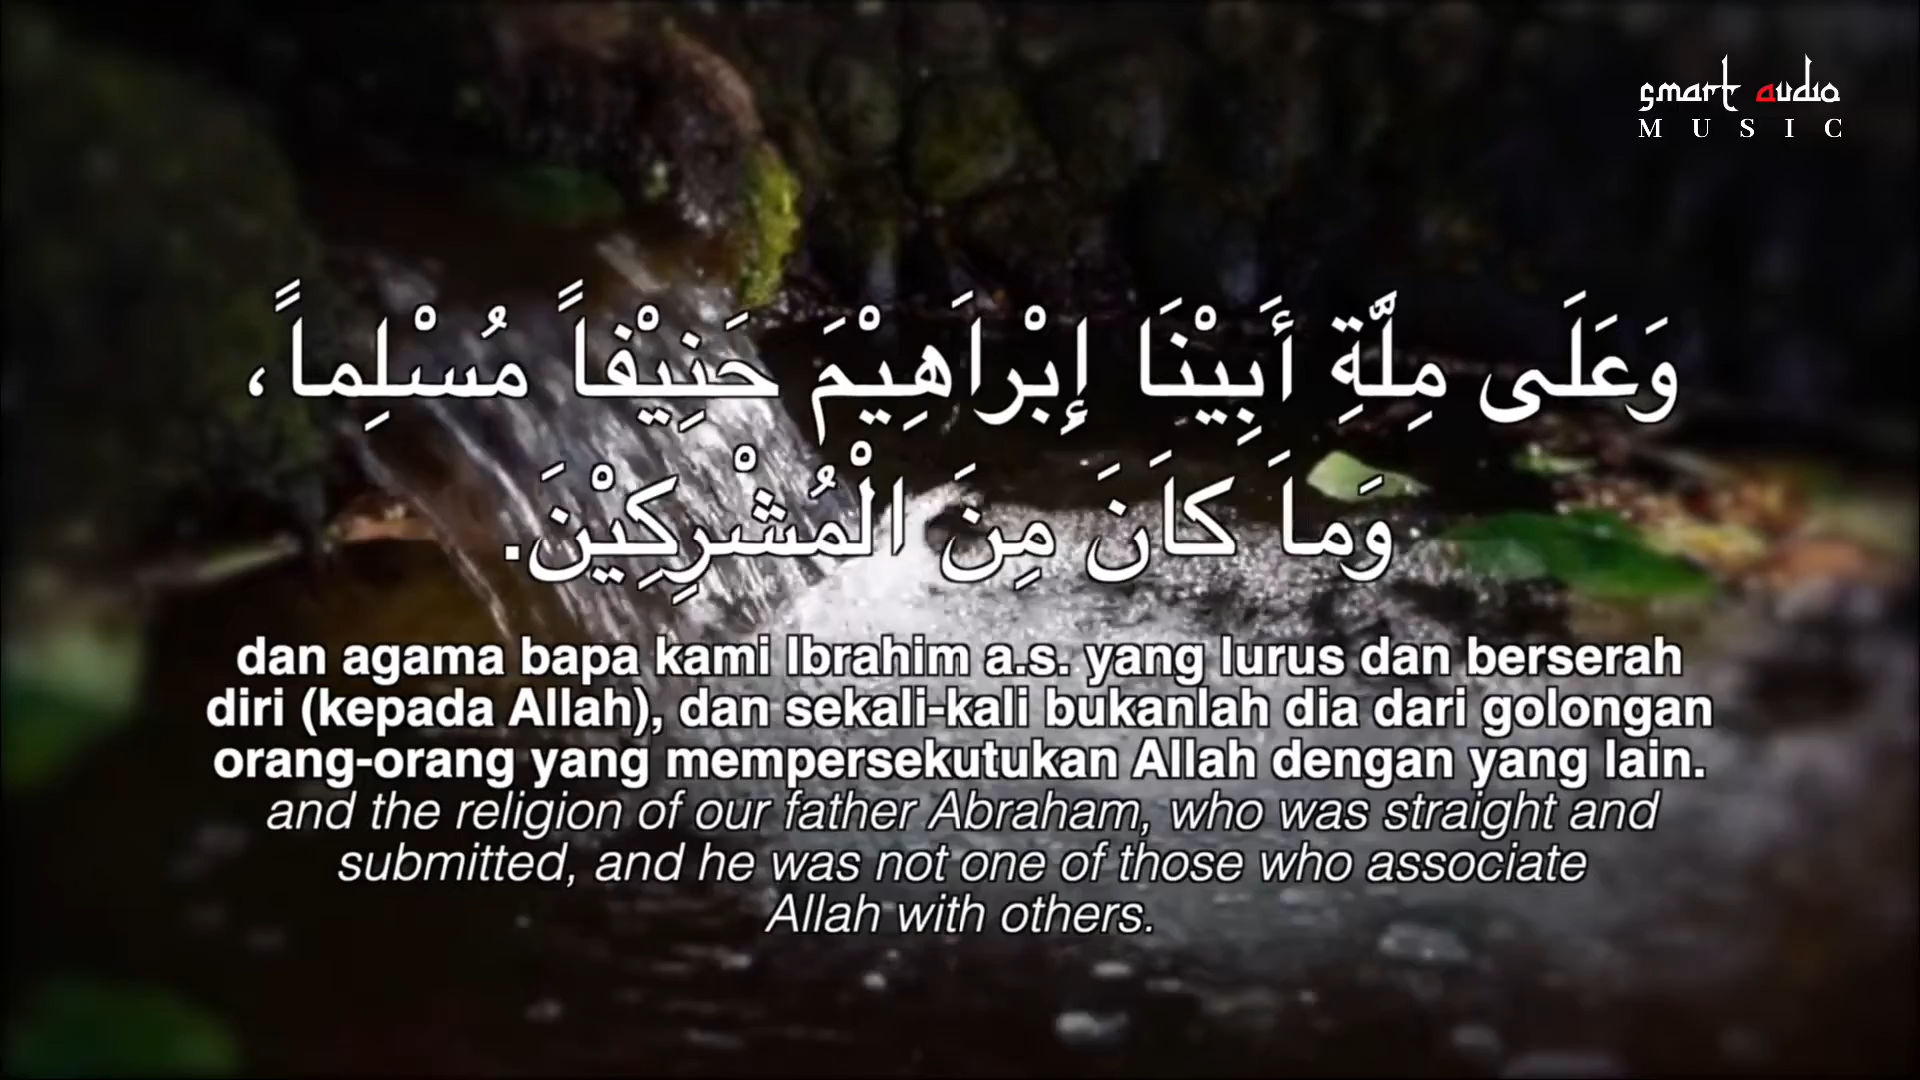 smart audio
MUSIC
وَعَلَى مِلَّةِ أَبِيْنَا إِبْراَهِيْمَ حَنِيْفاً مُسْلِماً،
وَماَ كاَنَ مِنَ الْمُشْرِكِيْنَ.
dan agama bapa kami Ibrahim a.s. yang lurus dan berserah
diri (kepada Allah), dan sekali-kali bukanlah dia dari golongan
orang-orang yang mempersekutukan Allah dengan yang lain.
and the religion of our father Abraham, who was straight and
submitted, and he was not one of those who associate
Allah with others.